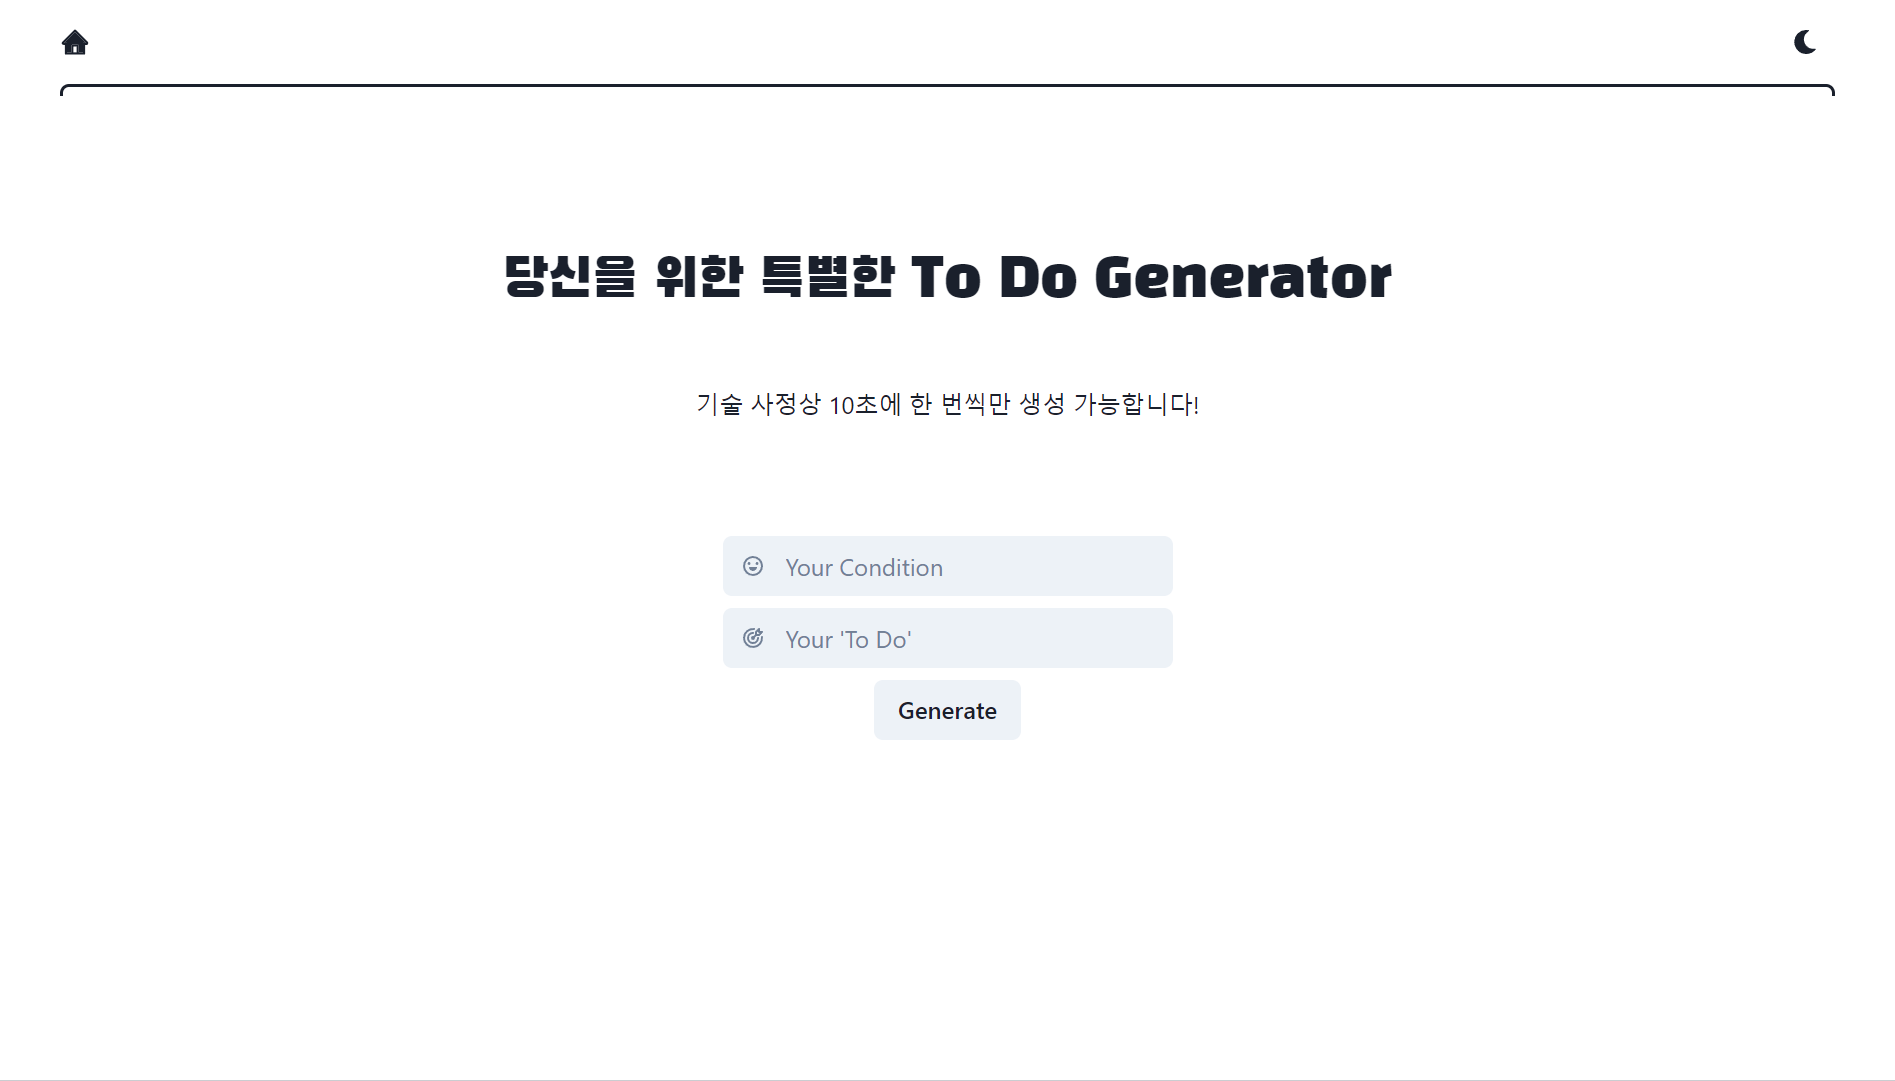 당신을 위한 특별한 To Do Generator
기술 사정상 10초에 한 번씩만 생성 가능합니다!
Your Condition
Your 'To Do'
Generate